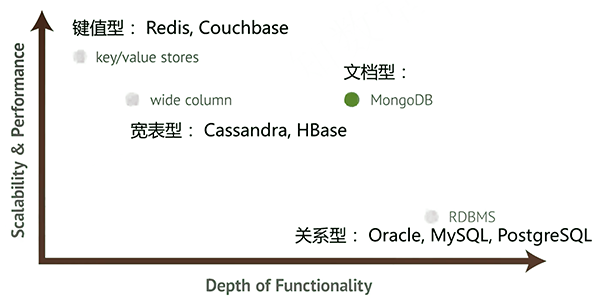 键值型： Redis, Couchbase
key/value stores
文档型：
wide column
MongoDB
宽表型： Cassandra, HBase
Scalability & Performance
RDBMS
关系型： Oracle, MySQL, PostgreSQL
Depth of Functionality